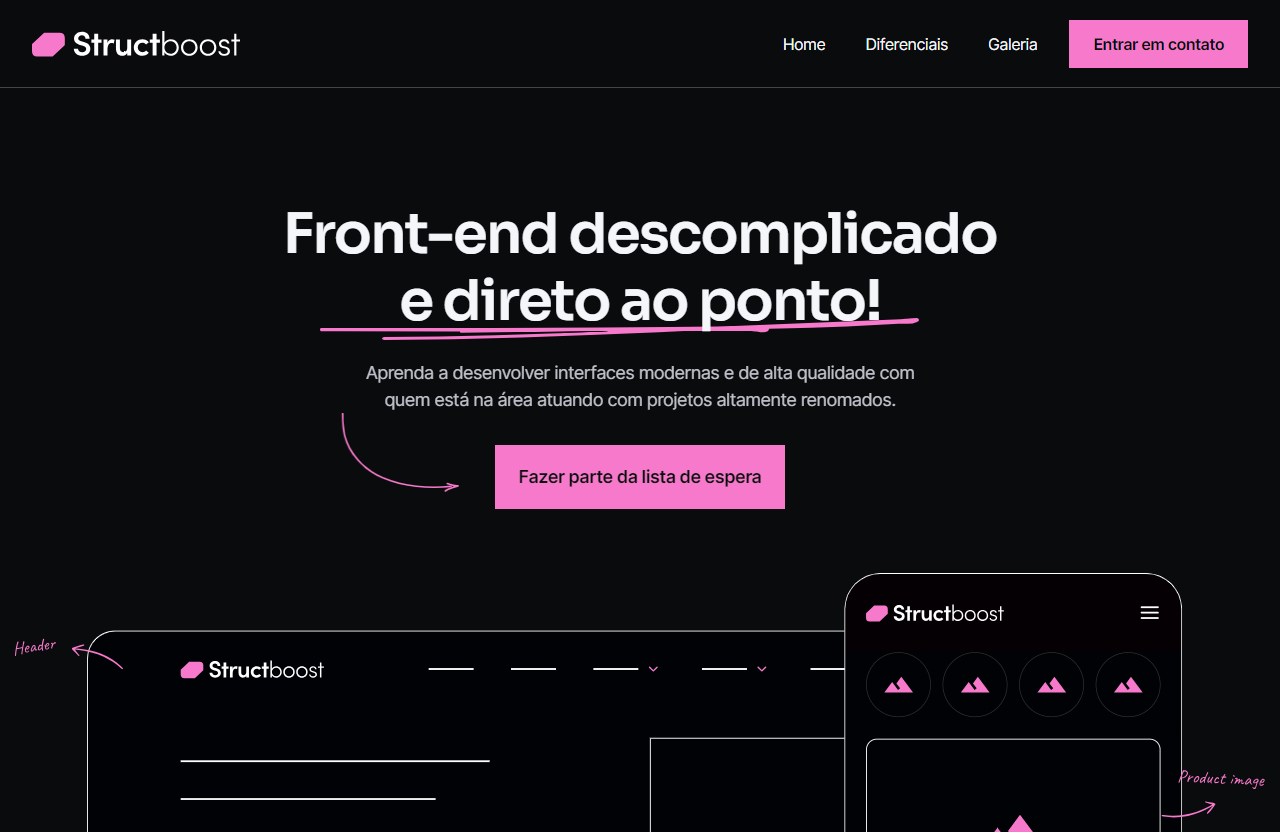 Structboost
Home Diferenciais Galeria Entrar em contato
Front-end descomplicado
e direto ao ponto!
Aprenda a desenvolver interfaces modernas e de alta qualidade com
quem está na área atuando com projetos altamente renomados.
Fazer parte da lista de espera
Structboost
Header
Structboost
Product image